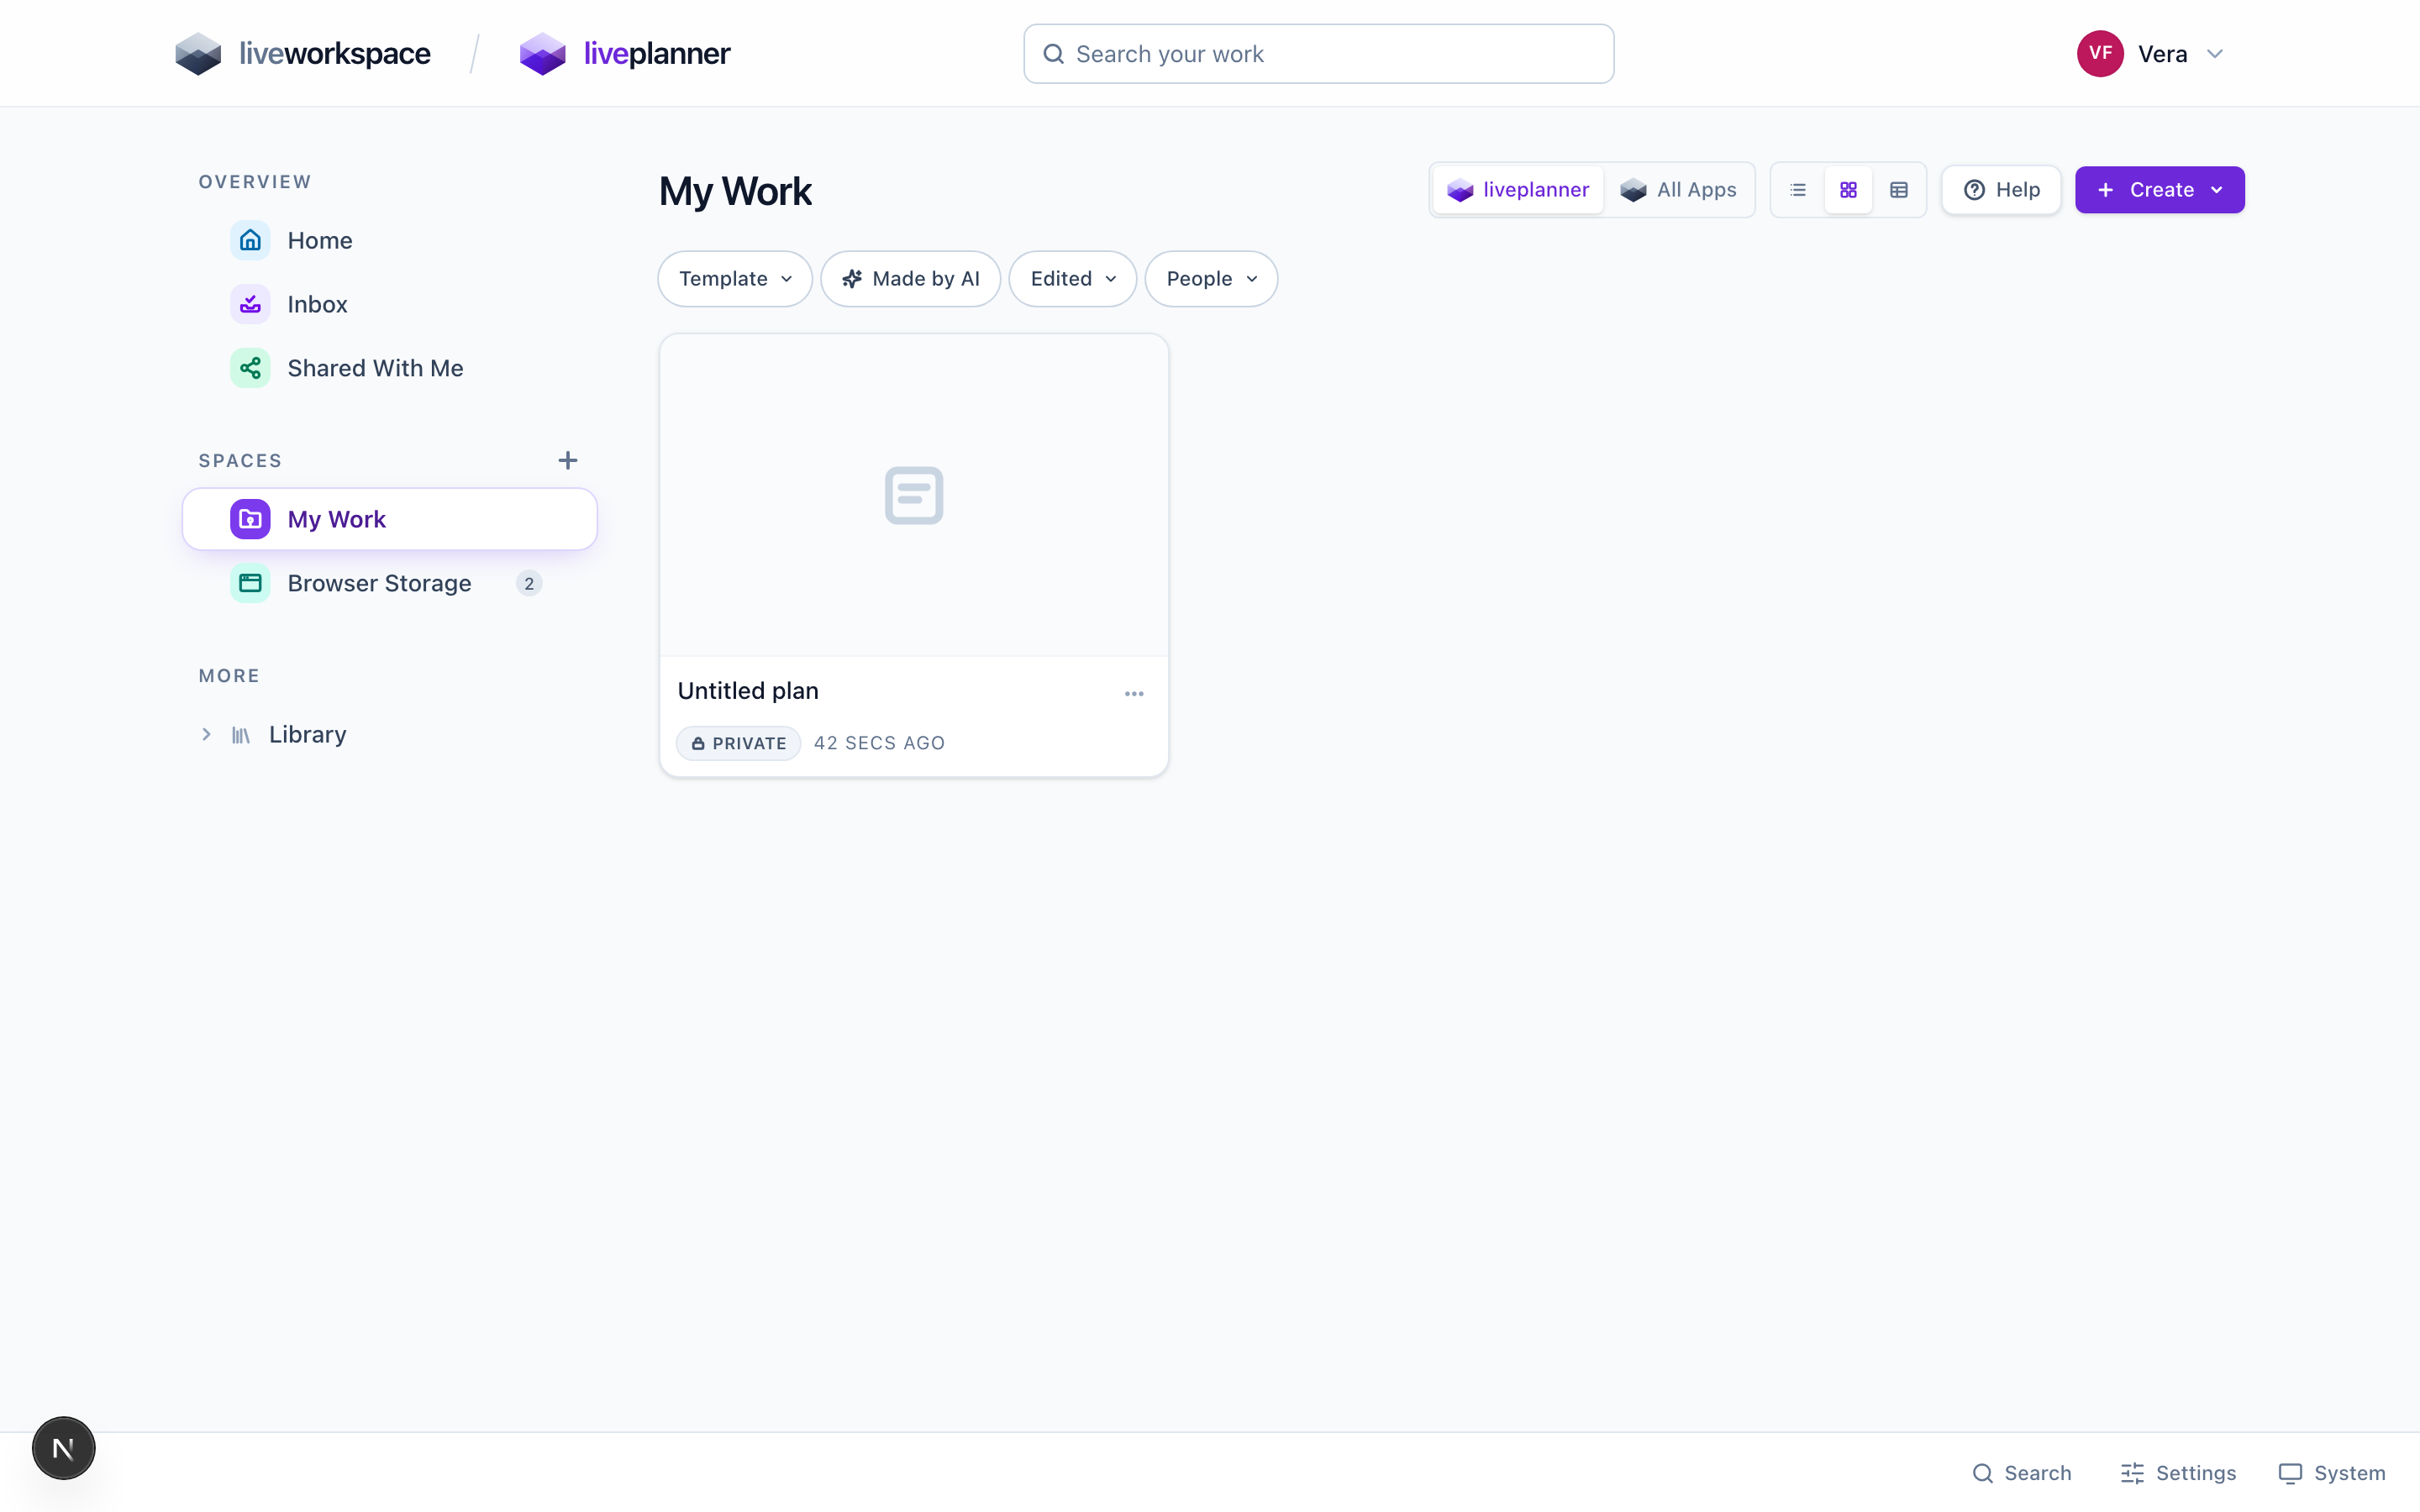 liveworkspace / liveplanner
Search your work
VF Vera
OVERVIEW
Home
Inbox
Shared With Me
SPACES
My Work
Browser Storage 2
MORE
Library
My Work
liveplanner All Apps
Help
Create
Template Made by AI Edited People
Untitled plan
PRIVATE 42 SECS AGO
N
Search Settings System